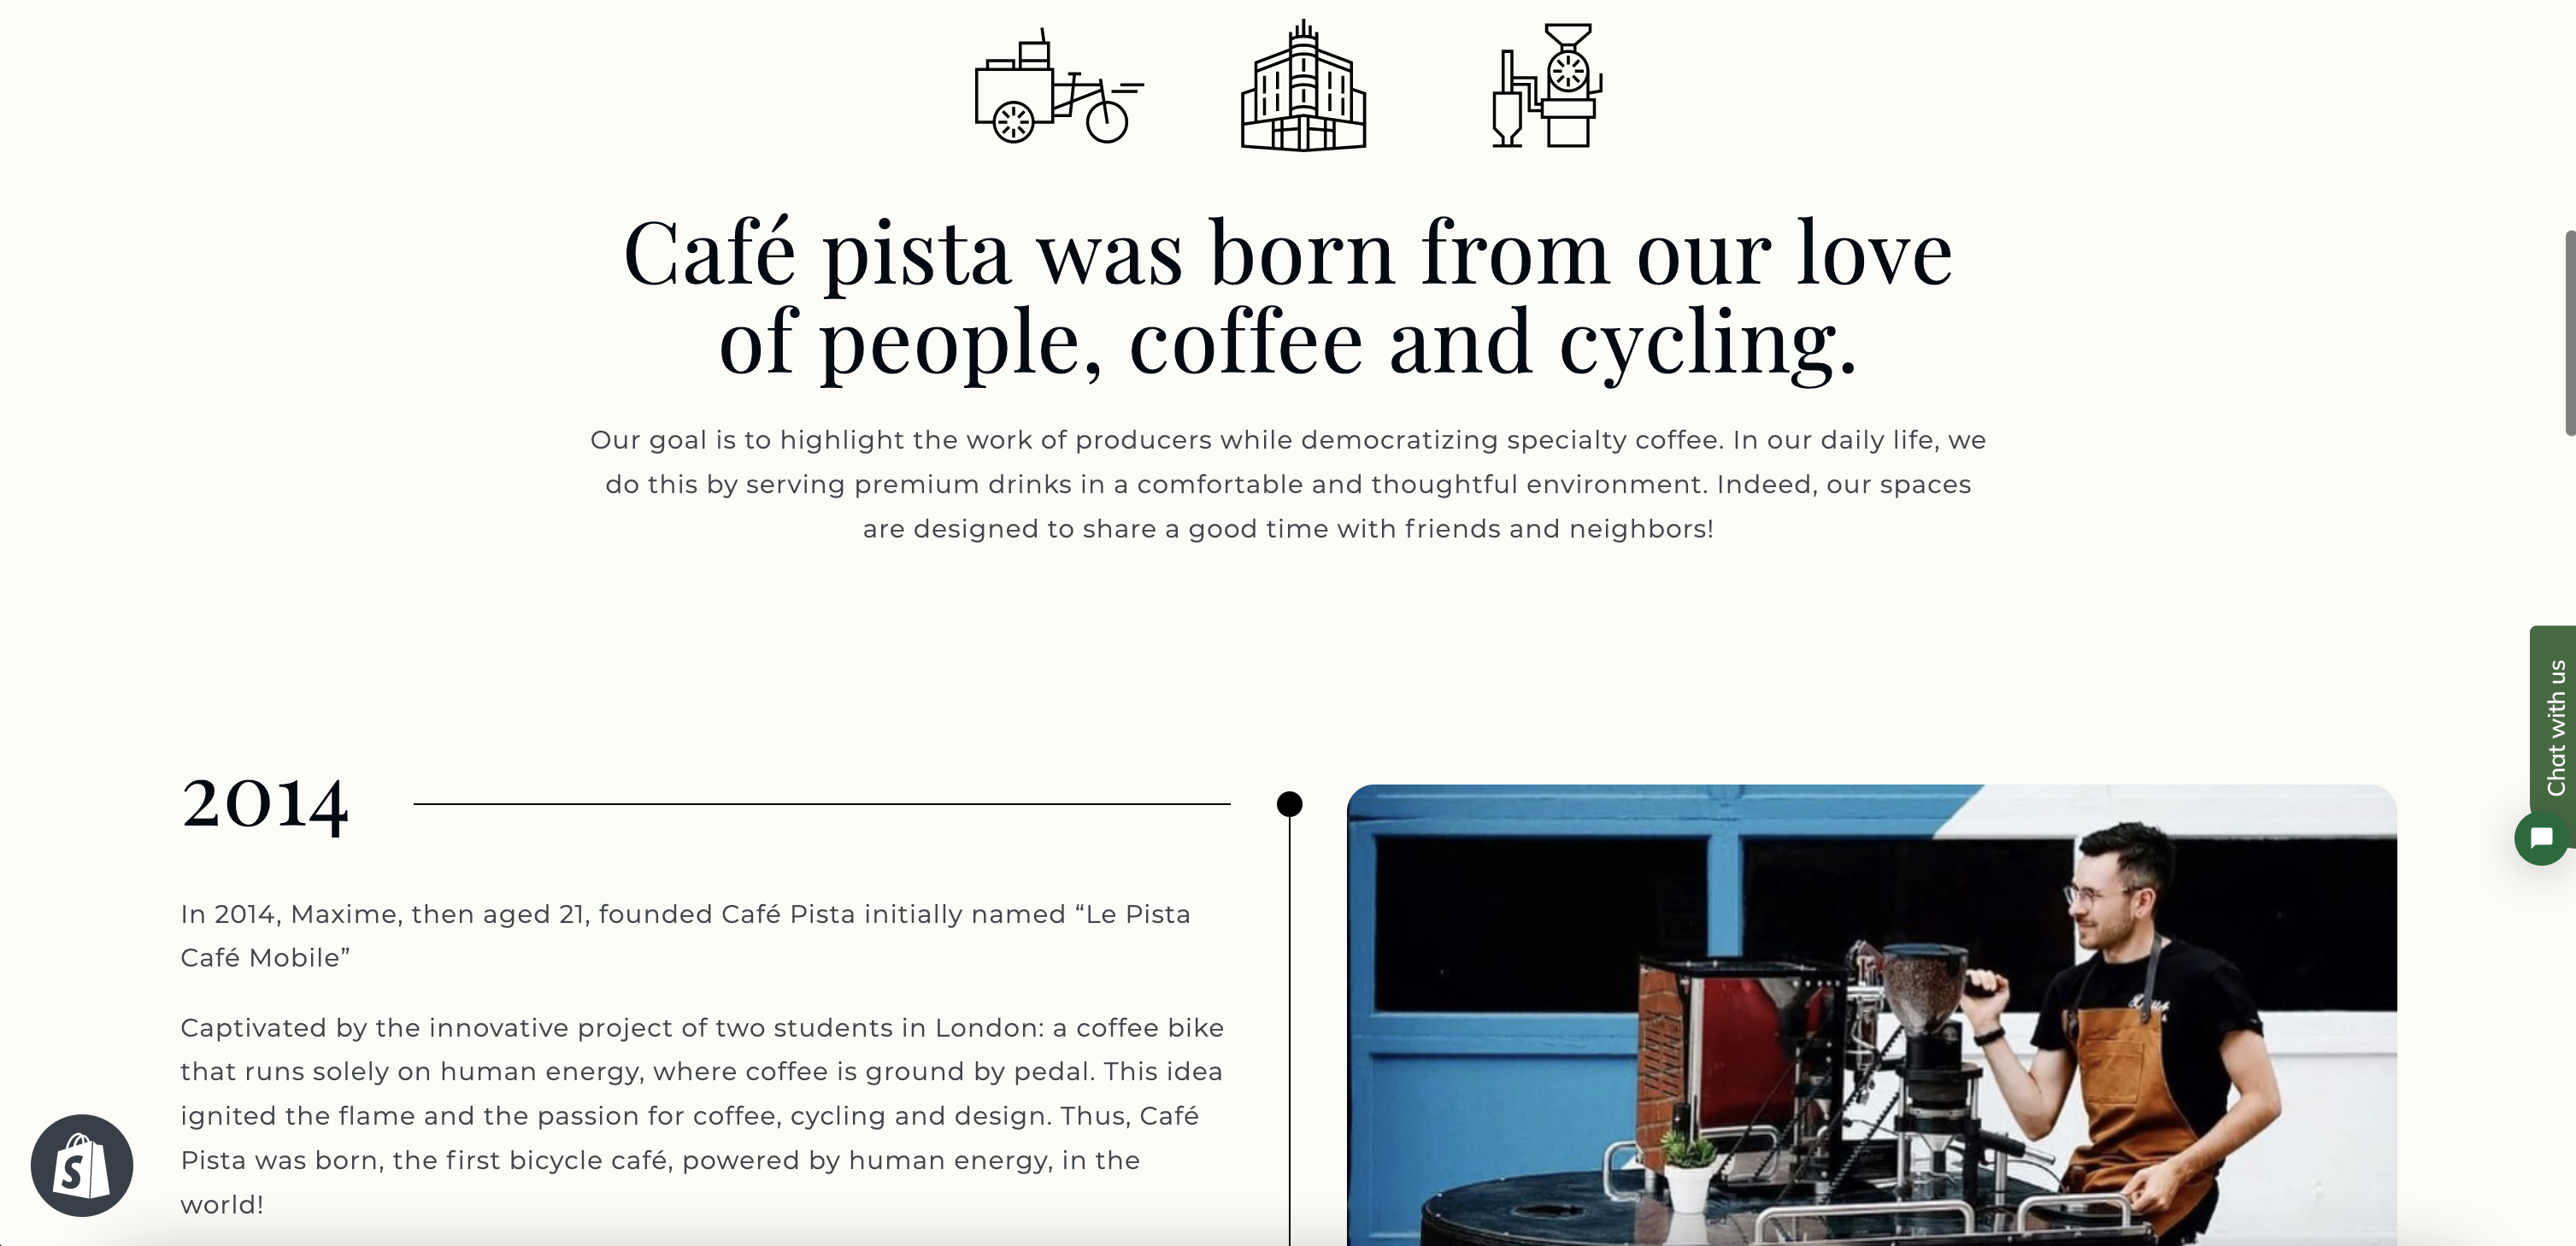 Café pista was born from our love
of people, coffee and cycling.
Our goal is to highlight the work of producers while democratizing specialty coffee. In our daily life, we
do this by serving premium drinks in a comfortable and thoughtful environment. Indeed, our spaces
are designed to share a good time with friends and neighbors!
Chat with us
2014
In 2014, Maxime, then aged 21, founded Café Pista initially named “Le Pista
Café Mobile”
Captivated by the innovative project of two students in London: a coffee bike
that runs solely on human energy, where coffee is ground by pedal. This idea
ignited the flame and the passion for coffee, cycling and design. Thus, Café
Pista was born, the first bicycle café, powered by human energy, in the
world!